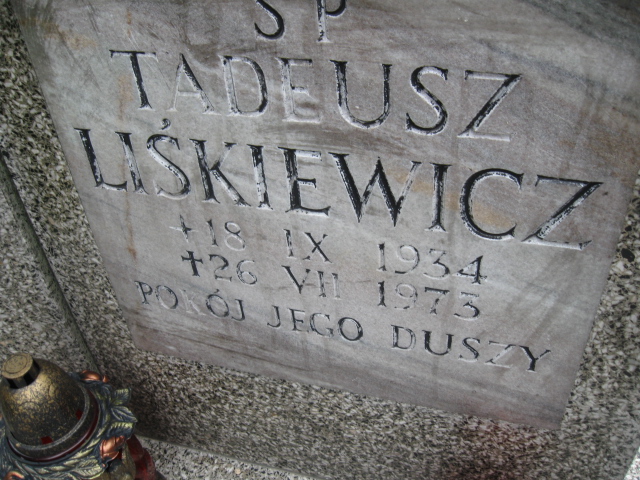 SP
TADEUSZ
LIŚKIEWICZ
+18 IX 1934
+26 VII 1973
POKÓJ JEGO DUSZY